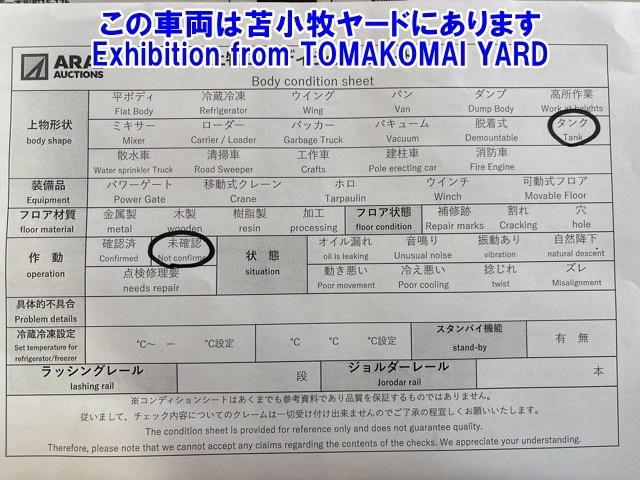 この車両は苫小牧ヤードにあります
Exhibition from TOMAKOMAI YARD
ARA
AUCTIONS
Body condition sheet
上物形状
body shape
平ボディ 冷蔵冷凍 ウイング バン ダンプ 高所作業
Flat Body Refrigerator Wing Van Dump Body Work at heights
ミキサー ローダー パッカー バキューム 脱着式 タンク
Mixer Carrier / Loader Garbage Truck Vacuum Demountable Tank
散水車 清掃車 工作車 建柱車 消防車
Water sprinkler Truck Road Sweeper Crafts Pole erecting car Fire Engine
装備品
Equipment
パワーゲート 移動式クレーン ホロ ウインチ 可動式フロア
Power Gate Crane Tarpaulin Winch Movable Floor
フロア材質
floor material
金属製 木製 樹脂製 加工
metal wooden resin processing
フロア状態
floor condition
補修跡 割れ 穴
Repair marks Cracking hole
作動
operation
確認済 未確認
Confirmed Not confirme
点検修理要
needs repair
状態
situation
オイル漏れ 音鳴り 振動あり 自然降下
oil is leaking Unusual noise vibration natural descent
動き悪い 冷え悪い 捻じれ ズレ
Poor movement Poor cooling twist Misalignment
具体的不具合
Problem details
冷蔵冷凍設定
Set temperature for
refrigerator/freezer
℃〜 ー ℃設定
℃ ℃ ℃設定
スタンバイ機能
stand-by
有 無
ラッシングレール
lashing rail
段
ジョルダーレール
Jorodar rail
本
※コンディションシートはあくまでも参考資料であり品質を保証するものではありません。
従いまして、チェック内容についてのクレームは一切受け付け出来ませんのでご了承の程宜しくお願いいたします。
The condition sheet is provided for reference only and does not guarantee quality.
Therefore, please note that we cannot accept any claims regarding the contents of the checks. We appreciate your understanding.